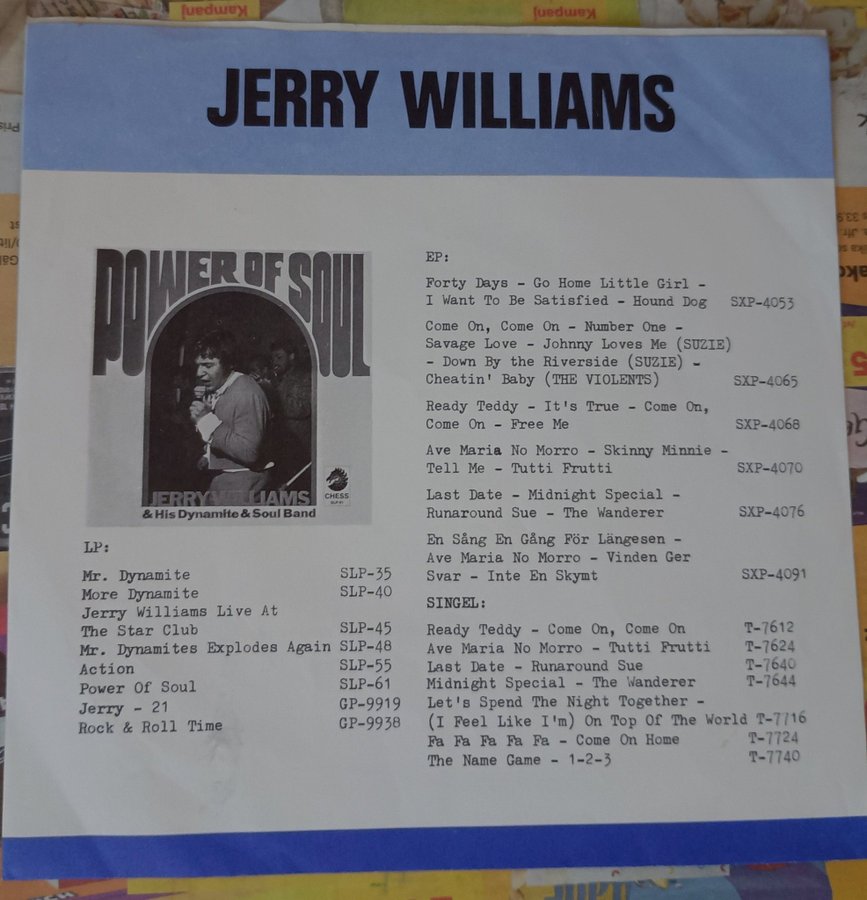 Kampanj
Kampanj
JERRY WILLIAMS
POWER OF SOUL
JERRY WILLIAMS
& His Dynamite & Soul Band
CHESS
LP:
Mr. Dynamite SLP-35
More Dynamite SLP-40
Jerry Williams Live At
The Star Club SLP-45
Mr. Dynamites Explodes Again SLP-48
Action SLP-55
Power Of Soul SLP-61
Jerry - 21 GP-9919
Rock & Roll Time GP-9938
EP:
Forty Days - Go Home Little Girl -
I Want To Be Satisfied - Hound Dog SXP-4053
Come On, Come On - Number One -
Savage Love - Johnny Loves Me (SUZIE)
- Down By the Riverside (SUZIE) -
Cheatin' Baby (THE VIOLENTS) SXP-4065
Ready Teddy - It's True - Come On,
Come On - Free Me SXP-4068
Ave Maria No Morro - Skinny Minnie -
Tell Me - Tutti Frutti SXP-4070
Last Date - Midnight Special -
Runaround Sue - The Wanderer SXP-4076
En Sång En Gång För Längesen -
Ave Maria No Morro - Vinden Ger
Svar - Inte En Skymt SXP-4091
SINGEL:
Ready Teddy - Come On, Come On T-7612
Ave Maria No Morro - Tutti Frutti T-7624
Last Date - Runaround Sue T-7640
Midnight Special - The Wanderer T-7644
Let's Spend The Night Together -
(I Feel Like I'm) On Top Of The World T-7716
Fa Fa Fa Fa Fa - Come On Home T-7724
The Name Game - 1-2-3 T-7740